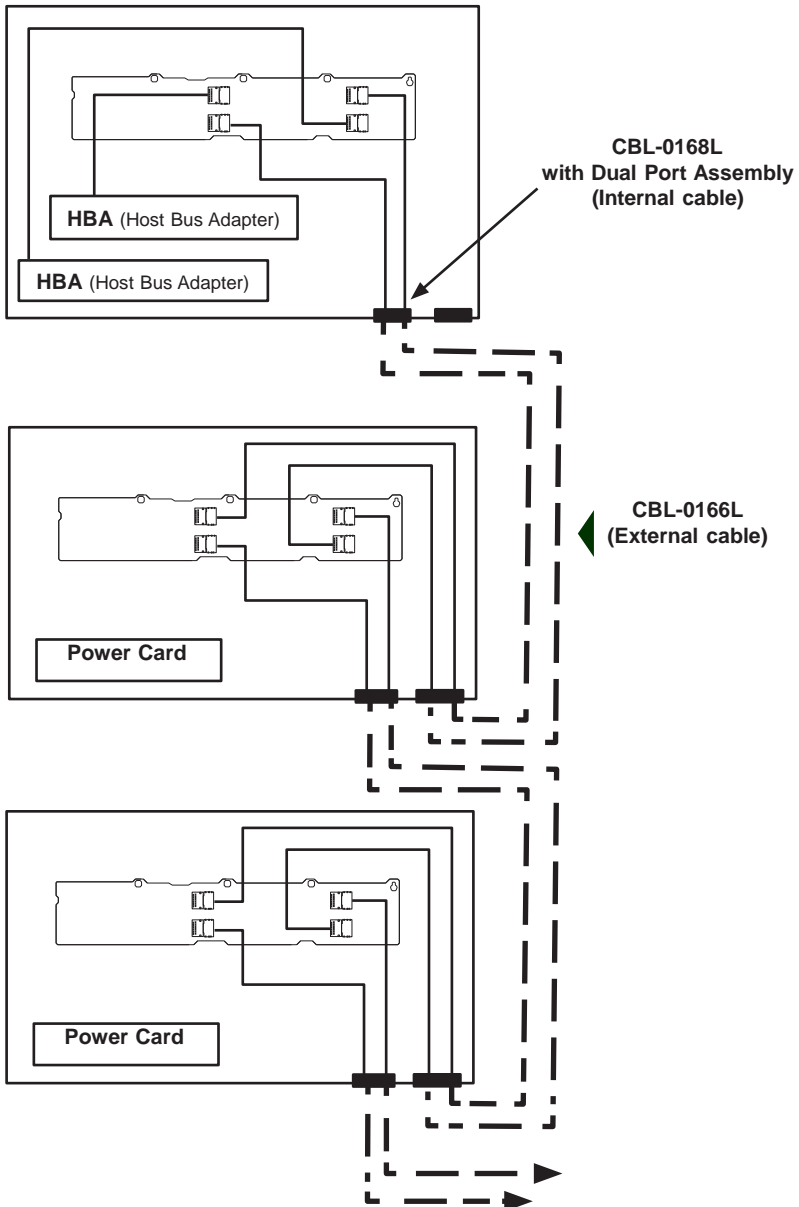 CBL-0168L
with Dual Port Assembly
(Internal cable)
HBA (Host Bus Adapter)
HBA (Host Bus Adapter)
CBL-0166L
(External cable)
Power Card
Power Card